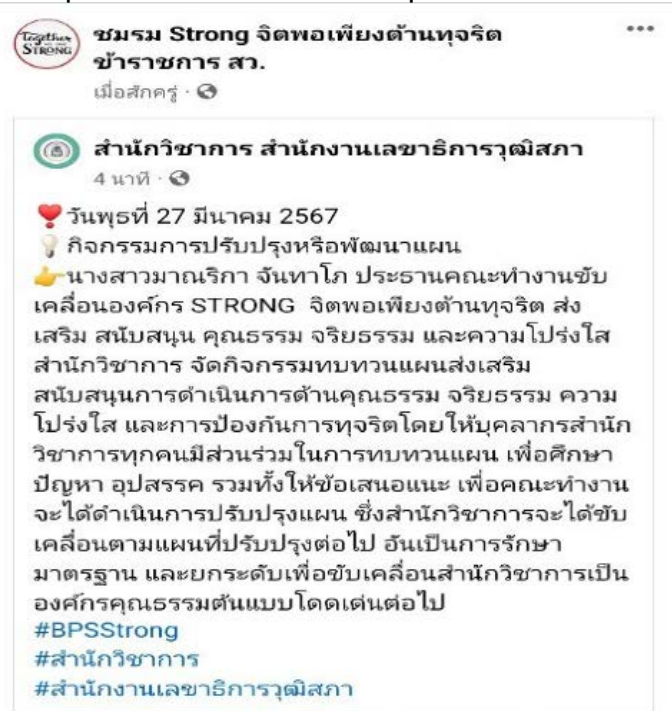 Together
STRONG
ชมรม Strong จิตพอเพียงต้านทุจริต
ข้าราชการ สว.
เมื่อสักครู่ ·
สำนักวิชาการ สำนักงานเลขาธิการวุฒิสภา
4 นาที ·
❣️วันพุธที่ 27 มีนาคม 2567
💡 กิจกรรมการปรับปรุงหรือพัฒนาแผน
👉นางสาวมาณริกา จันทาโภ ประธานคณะทำงานขับ
เคลื่อนองค์กร STRONG จิตพอเพียงต้านทุจริต ส่ง
เสริม สนับสนุน คุณธรรม จริยธรรม และความโปร่งใส
สำนักวิชาการ จัดกิจกรรมทบทวนแผนส่งเสริม
สนับสนุนการดำเนินการด้านคุณธรรม จริยธรรม ความ
โปร่งใส และการป้องกันการทุจริตโดยให้บุคลากรสำนัก
วิชาการทุกคนมีส่วนร่วมในการทบทวนแผน เพื่อศึกษา
ปัญหา อุปสรรค รวมทั้งให้ข้อเสนอแนะ เพื่อคณะทำงาน
จะได้ดำเนินการปรับปรุงแผน ซึ่งสำนักวิชาการจะได้ขับ
เคลื่อนตามแผนที่ปรับปรุงต่อไป อันเป็นการรักษา
มาตรฐาน และยกระดับเพื่อขับเคลื่อนสำนักวิชาการเป็น
องค์กรคุณธรรมต้นแบบโดดเด่นต่อไป
#BPSStrong
#สำนักวิชาการ
#สำนักงานเลขาธิการวุฒิสภา